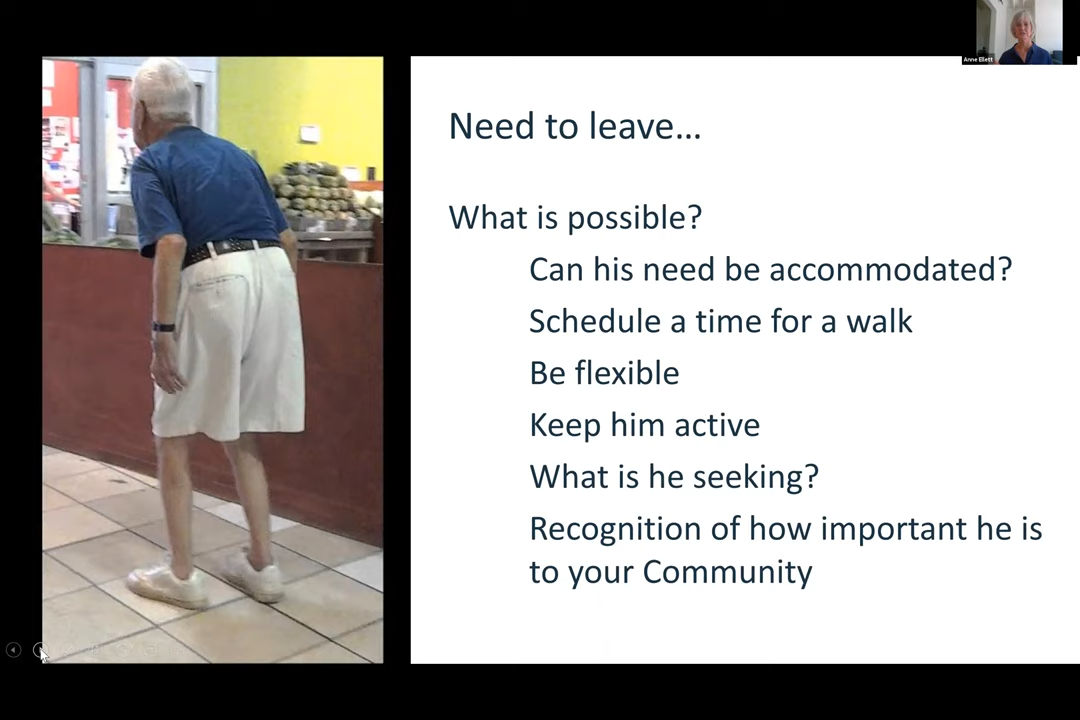 Anne Ellett
Need to leave...
What is possible?
Can his need be accommodated?
Schedule a time for a walk
Be flexible
Keep him active
What is he seeking?
Recognition of how important he is
to your Community